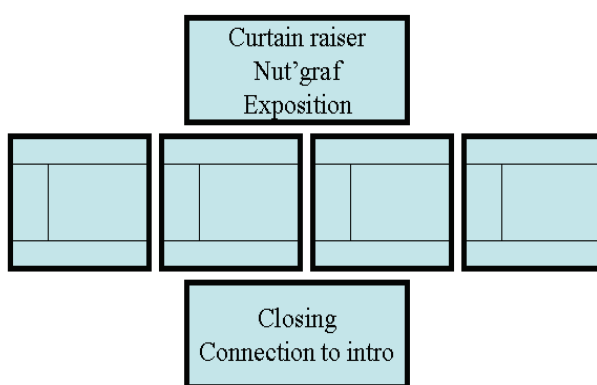 Curtain raiser
Nut’graf
Exposition
Closing
Connection to intro